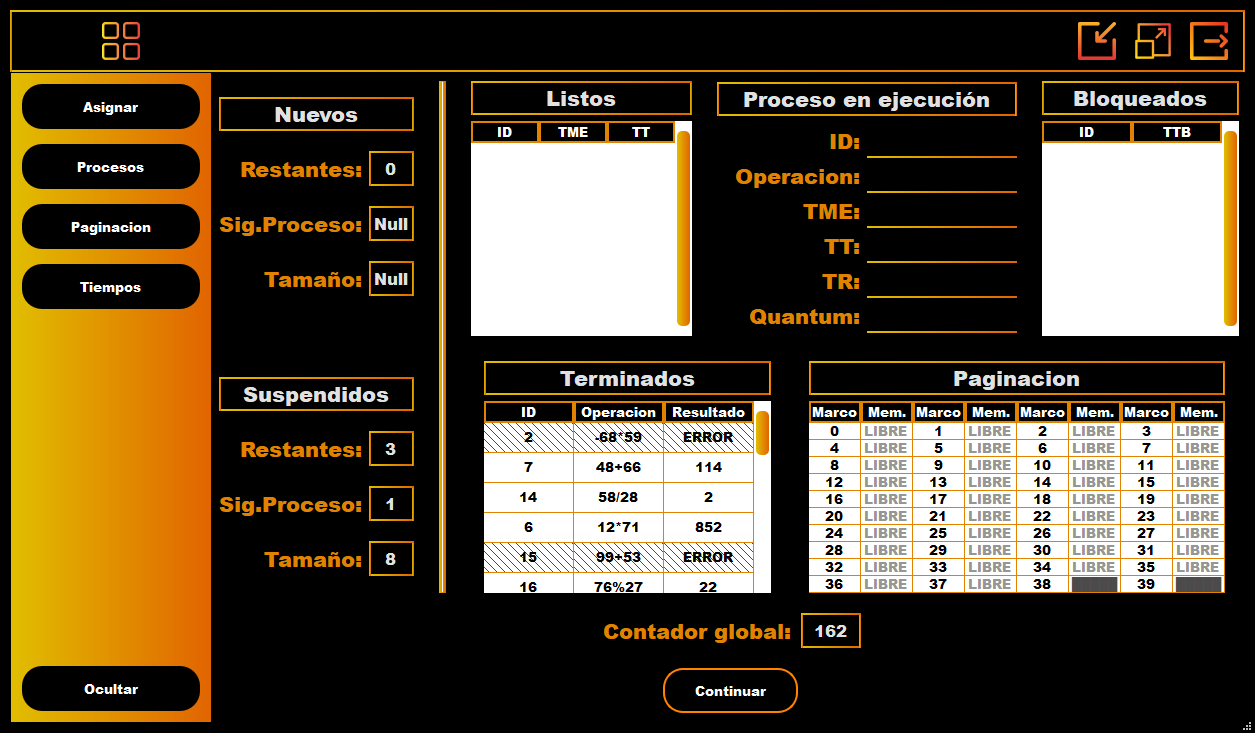 Asignar
Procesos
Paginacion
Tiempos
Ocultar
Nuevos
Restantes: 0
Sig.Proceso: Null
Tamaño: Null
Suspendidos
Restantes: 3
Sig.Proceso: 1
Tamaño: 8
Listos
ID TME TT
Proceso en ejecución
ID:
Operacion:
TME:
TT:
TR:
Quantum:
Bloqueados
ID TTB
Terminados
ID Operacion Resultado
2 -68*59 ERROR
7 48+66 114
14 58/28 2
6 12*71 852
15 99+53 ERROR
16 76%27 22
Paginacion
Marco Mem. Marco Mem. Marco Mem. Marco Mem.
0 LIBRE 1 LIBRE 2 LIBRE 3 LIBRE
4 LIBRE 5 LIBRE 6 LIBRE 7 LIBRE
8 LIBRE 9 LIBRE 10 LIBRE 11 LIBRE
12 LIBRE 13 LIBRE 14 LIBRE 15 LIBRE
16 LIBRE 17 LIBRE 18 LIBRE 19 LIBRE
20 LIBRE 21 LIBRE 22 LIBRE 23 LIBRE
24 LIBRE 25 LIBRE 26 LIBRE 27 LIBRE
28 LIBRE 29 LIBRE 30 LIBRE 31 LIBRE
32 LIBRE 33 LIBRE 34 LIBRE 35 LIBRE
36 LIBRE 37 LIBRE 38 39
Contador global: 162
Continuar